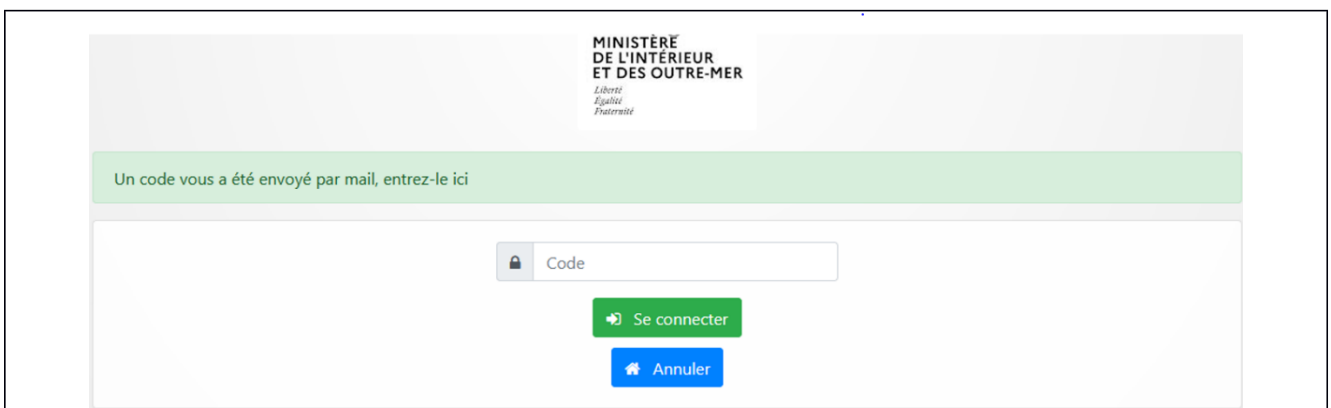 MINISTÈRE
DE L'INTÉRIEUR
ET DES OUTRE-MER
Liberté
Égalité
Fraternité
Un code vous a été envoyé par mail, entrez-le ici
Code
Se connecter
Annuler